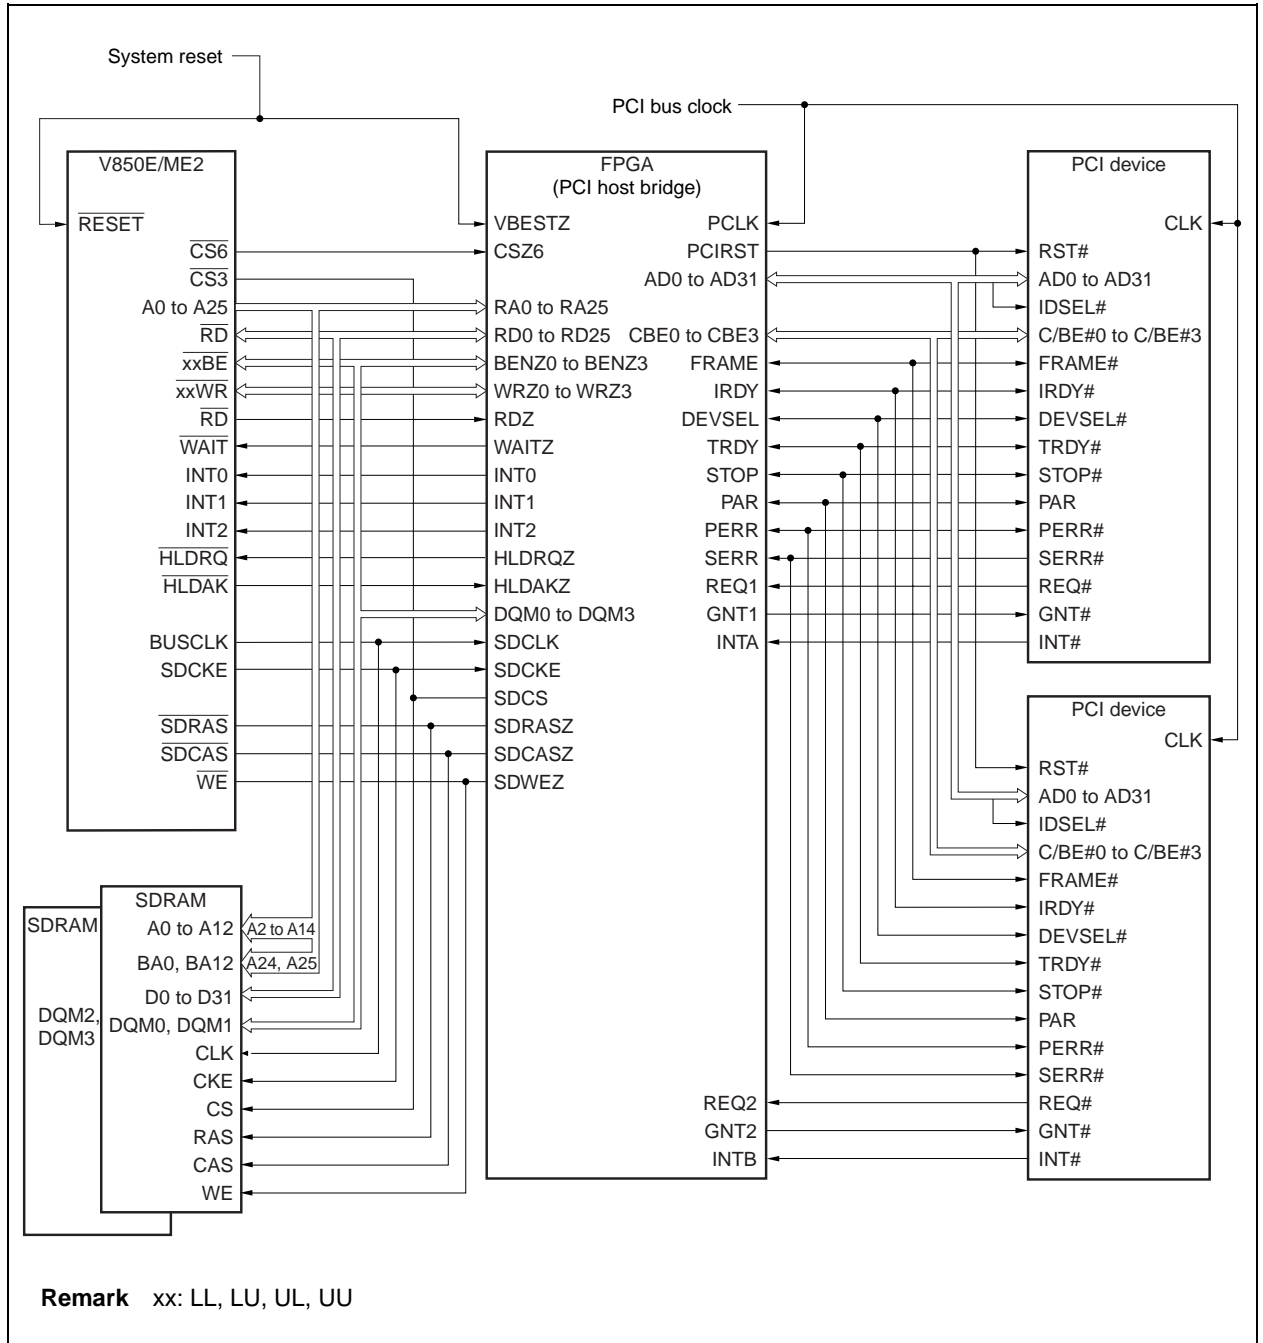 System reset
PCI bus clock
V850E/ME2
RESET
CS6
CS3
A0 to A25
RD
xxBE
xxWR
RD
WAIT
INT0
INT1
INT2
HLDRQ
HLDAK
BUSCLK
SDCKE
SDRAS
SDCAS
WE
FPGA
(PCI host bridge)
VBESTZ
CSZ6
RA0 to RA25
RD0 to RD25
BENZ0 to BENZ3
WRZ0 to WRZ3
RDZ
WAITZ
INT0
INT1
INT2
HLDRQZ
HLDAKZ
DQM0 to DQM3
SDCLK
SDCKE
SDCS
SDRASZ
SDCASZ
SDWEZ
PCLK
PCIRST
AD0 to AD31
CBE0 to CBE3
FRAME
IRDY
DEVSEL
TRDY
STOP
PAR
PERR
SERR
REQ1
GNT1
INTA
REQ2
GNT2
INTB
PCI device
CLK
RST#
AD0 to AD31
IDSEL#
C/BE#0 to C/BE#3
FRAME#
IRDY#
DEVSEL#
TRDY#
STOP#
PAR
PERR#
SERR#
REQ#
GNT#
INT#
PCI device
CLK
RST#
AD0 to AD31
IDSEL#
C/BE#0 to C/BE#3
FRAME#
IRDY#
DEVSEL#
TRDY#
STOP#
PAR
PERR#
SERR#
REQ#
GNT#
INT#
SDRAM
DQM2,
DQM3
SDRAM
A0 to A12
A2 to A14
BA0, BA12
A24, A25
D0 to D31
DQM0, DQM1
CLK
CKE
CS
RAS
CAS
WE
Remark xx: LL, LU, UL, UU